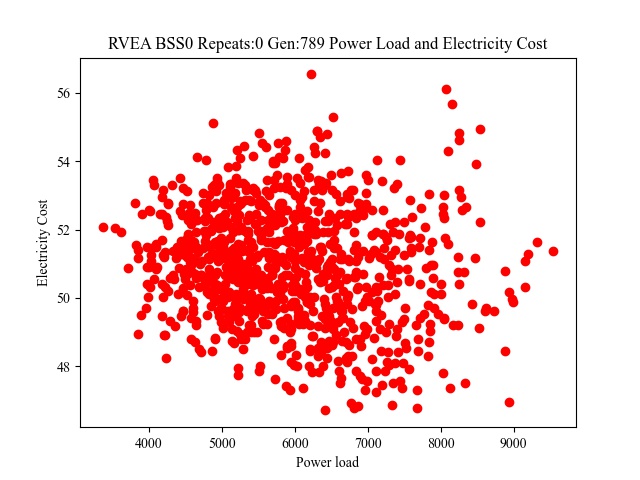 RVEA BSS0 Repeats:0 Gen:789 Power Load and Electricity Cost
56
54
52
50
48
Electricity Cost
4000 5000 6000 7000 8000 9000
Power load